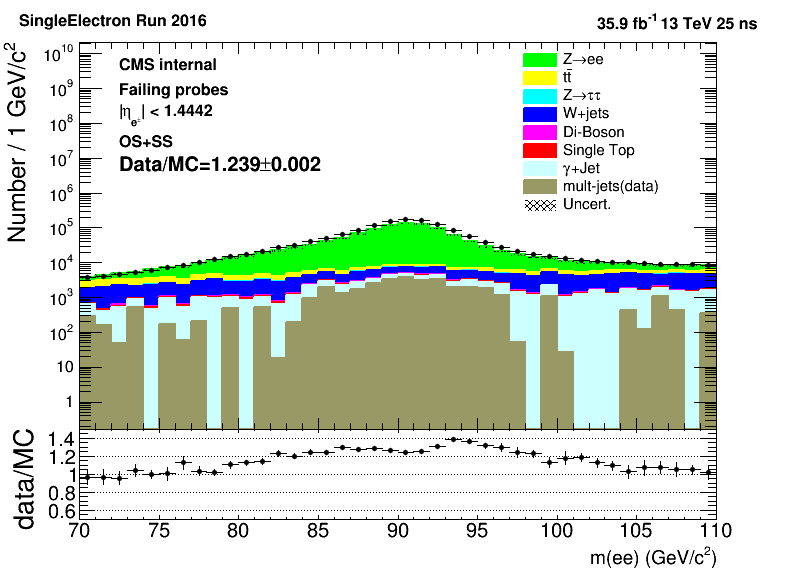 SingleElectron Run 2016
35.9 fb⁻¹ 13 TeV 25 ns
Number / 1 GeV/c²
10¹⁰
10⁹
10⁸
10⁷
10⁶
10⁵
10⁴
10³
10²
10
1
CMS internal
Failing probes
|η_e±| < 1.4442
OS+SS
Data/MC=1.239±0.002
Z→ee
tt̄
Z→ττ
W+jets
Di-Boson
Single Top
γ+Jet
mult-jets(data)
Uncert.
data/MC
1.4
1.2
1
0.8
0.6
70 75 80 85 90 95 100 105 110
m(ee) (GeV/c²)